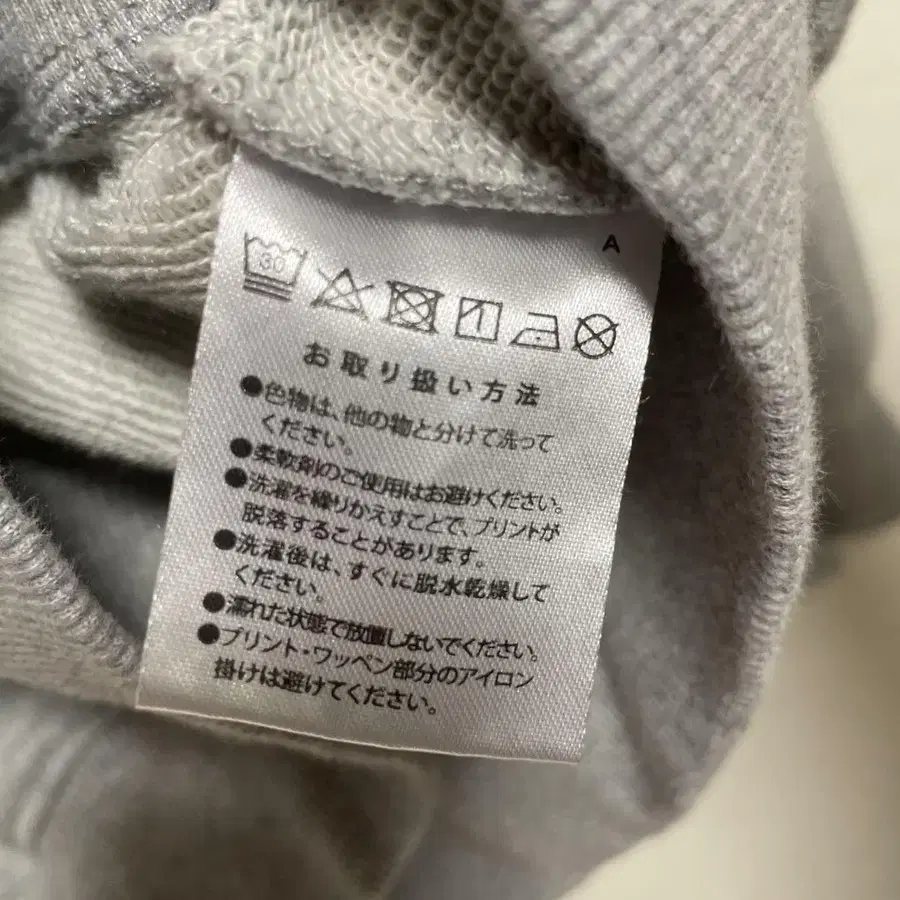 A
30
お取り扱い方法
●色物は、他の物と分けて洗って
ください。
●柔軟剤のご使用はお避けください。
●洗濯を繰りかえすことで、プリントが
脱落することがあります。
●洗濯後は、すぐに脱水乾燥して
ください。
●濡れた状態で放置しないでください。
●プリント・ワッペン部分のアイロン
掛けは避けてください。